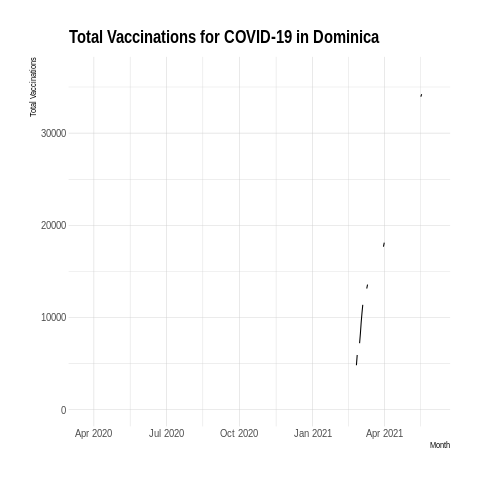 Total Vaccinations for COVID-19 in Dominica
Total Vaccinations
30000
20000
10000
0
Apr 2020 Jul 2020 Oct 2020 Jan 2021 Apr 2021
Month